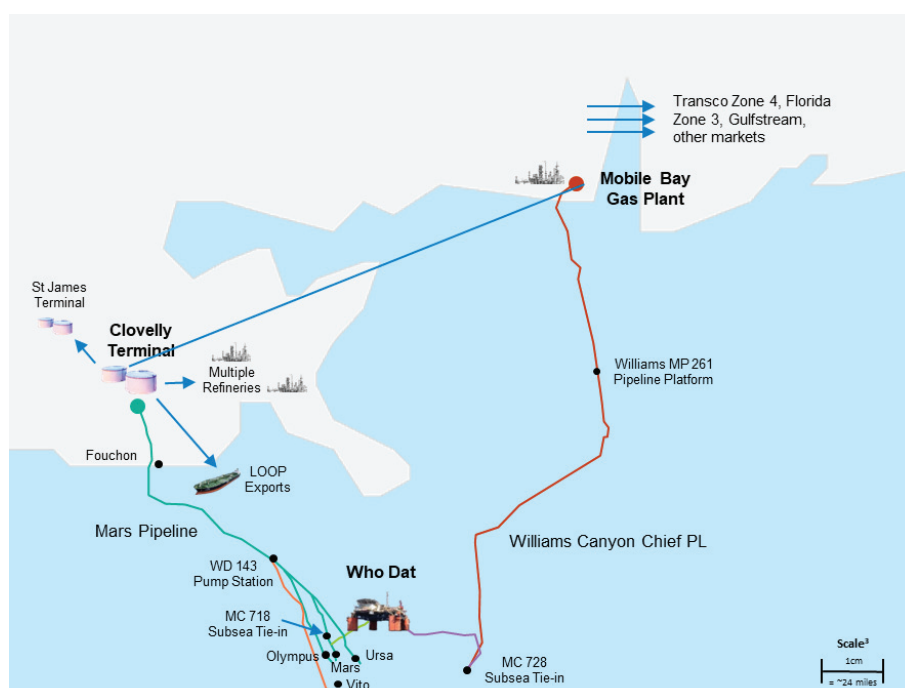 Transco Zone 4, Florida
Zone 3, Gulfstream,
other markets
Mobile Bay
Gas Plant
St James
Terminal
Clovelly
Terminal
Multiple
Refineries
Williams MP 261
Pipeline Platform
Fouchon
LOOP
Exports
Mars Pipeline
Williams Canyon Chief PL
WD 143
Pump Station
Who Dat
MC 718
Subsea Tie-in
Olympus
Mars
Ursa
Vito
MC 728
Subsea Tie-in
Scale³
1cm
= ~24 miles